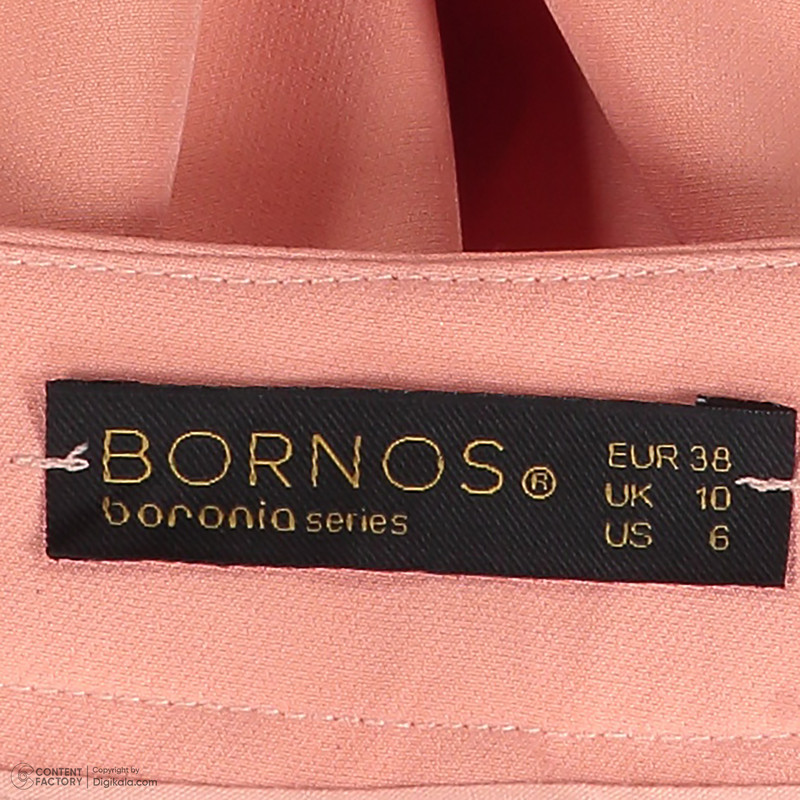 BORNOS®
boronia series
EUR 38
UK 10
US 6
CONTENT FACTORY
Copyright by
Digikala.com